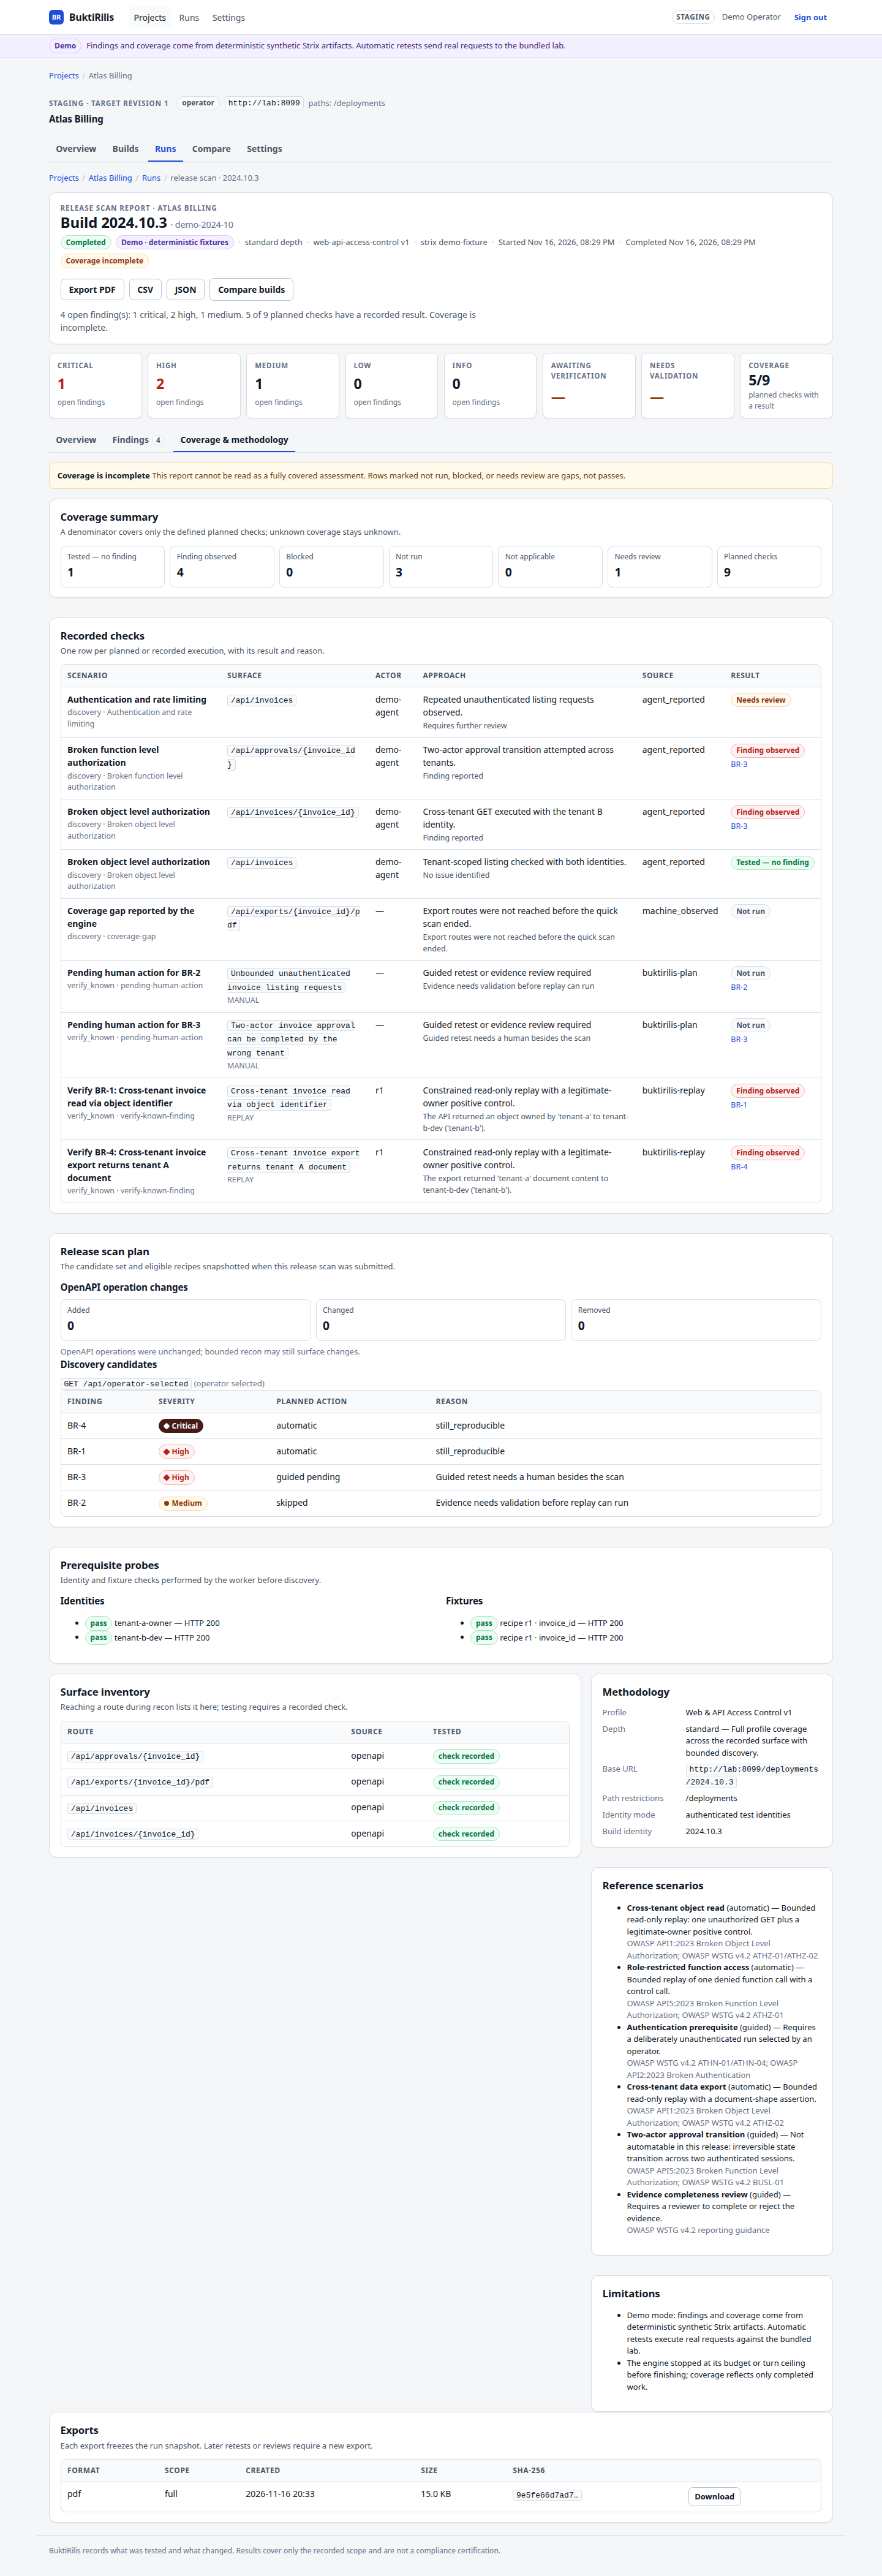 BR BuktiRilis Projects Runs Settings STAGING Demo Operator Sign out
Demo Findings and coverage come from deterministic synthetic Strix artifacts. Automatic retests send real requests to the bundled lab.
Projects / Atlas Billing
STAGING · TARGET REVISION 1 operator http://lab:8099 paths: /deployments
Atlas Billing
Overview Builds Runs Compare Settings
Projects / Atlas Billing / Runs / release scan · 2024.10.3
RELEASE SCAN REPORT · ATLAS BILLING
Build 2024.10.3 · demo-2024-10
Completed Demo · deterministic fixtures · standard depth · web-api-access-control v1 · strix demo-fixture · Started Nov 16, 2026, 08:29 PM · Completed Nov 16, 2026, 08:29 PM
Coverage incomplete
Export PDF CSV JSON Compare builds
4 open finding(s): 1 critical, 2 high, 1 medium. 5 of 9 planned checks have a recorded result. Coverage is
incomplete.
CRITICAL
1
open findings
HIGH
2
open findings
MEDIUM
1
open findings
LOW
0
open findings
INFO
0
open findings
AWAITING
VERIFICATION
—
NEEDS
VALIDATION
—
COVERAGE
5/9
planned checks with
a result
Overview Findings 4 Coverage & methodology
Coverage is incomplete This report cannot be read as a fully covered assessment. Rows marked not run, blocked, or needs review are gaps, not passes.
Coverage summary
A denominator covers only the defined planned checks; unknown coverage stays unknown.
Tested — no finding
1
Finding observed
4
Blocked
0
Not run
3
Not applicable
0
Needs review
1
Planned checks
9
Recorded checks
One row per planned or recorded execution, with its result and reason.
SCENARIO SURFACE ACTOR APPROACH SOURCE RESULT
Authentication and rate limiting
discovery · Authentication and rate
limiting
/api/invoices
demo-
agent
Repeated unauthenticated listing requests
observed.
Requires further review
agent_reported
Needs review
Broken function level
authorization
discovery · Broken function level
authorization
/api/approvals/{invoice_id
}
demo-
agent
Two-actor approval transition attempted across
tenants.
Finding reported
agent_reported
Finding observed
BR-3
Broken object level authorization
discovery · Broken object level
authorization
/api/invoices/{invoice_id}
demo-
agent
Cross-tenant GET executed with the tenant B
identity.
Finding reported
agent_reported
Finding observed
BR-3
Broken object level authorization
discovery · Broken object level
authorization
/api/invoices
demo-
agent
Tenant-scoped listing checked with both identities.
No issue identified
agent_reported
Tested — no finding
Coverage gap reported by the
engine
discovery · coverage-gap
/api/exports/{invoice_id}/p
df
—
Export routes were not reached before the quick
scan ended.
Export routes were not reached before the quick scan
ended.
machine_observed
Not run
Pending human action for BR-2
verify_known · pending-human-action
Unbounded unauthenticated
invoice listing requests
MANUAL
—
Guided retest or evidence review required
Evidence needs validation before replay can run
buktirilis-plan
Not run
BR-2
Pending human action for BR-3
verify_known · pending-human-action
Two-actor invoice approval
can be completed by the
wrong tenant
MANUAL
—
Guided retest or evidence review required
Guided retest needs a human besides the scan
buktirilis-plan
Not run
BR-3
Verify BR-1: Cross-tenant invoice
read via object identifier
verify_known · verify-known-finding
Cross-tenant invoice read
via object identifier
REPLAY
r1
Constrained read-only replay with a legitimate-
owner positive control.
The API returned an object owned by 'tenant-a' to tenant-
b-dev ('tenant-b').
buktirilis-replay
Finding observed
BR-1
Verify BR-4: Cross-tenant invoice
export returns tenant A
document
verify_known · verify-known-finding
Cross-tenant invoice export
returns tenant A document
REPLAY
r1
Constrained read-only replay with a legitimate-
owner positive control.
The export returned 'tenant-a' document content to
tenant-b-dev ('tenant-b').
buktirilis-replay
Finding observed
BR-4
Release scan plan
The candidate set and eligible recipes snapshotted when this release scan was submitted.
OpenAPI operation changes
Added
0
Changed
0
Removed
0
OpenAPI operations were unchanged; bounded recon may still surface changes.
Discovery candidates
GET /api/operator-selected (operator selected)
FINDING SEVERITY PLANNED ACTION REASON
BR-4 ◆ Critical automatic still_reproducible
BR-1 ◆ High automatic still_reproducible
BR-3 ◆ High guided pending Guided retest needs a human besides the scan
BR-2 ● Medium skipped Evidence needs validation before replay can run
Prerequisite probes
Identity and fixture checks performed by the worker before discovery.
Identities
• pass tenant-a-owner — HTTP 200
• pass tenant-b-dev — HTTP 200
Fixtures
• pass recipe r1 · invoice_id — HTTP 200
• pass recipe r1 · invoice_id — HTTP 200
Surface inventory
Reaching a route during recon lists it here; testing requires a recorded check.
ROUTE SOURCE TESTED
/api/approvals/{invoice_id} openapi check recorded
/api/exports/{invoice_id}/pdf openapi check recorded
/api/invoices openapi check recorded
/api/invoices/{invoice_id} openapi check recorded
Methodology
Profile Web & API Access Control v1
Depth standard — Full profile coverage
across the recorded surface with
bounded discovery.
Base URL http://lab:8099/deployments
/2024.10.3
Path restrictions /deployments
Identity mode authenticated test identities
Build identity 2024.10.3
Reference scenarios
• Cross-tenant object read (automatic) — Bounded
read-only replay: one unauthorized GET plus a
legitimate-owner positive control.
OWASP API1:2023 Broken Object Level
Authorization; OWASP WSTG v4.2 ATHZ-01/ATHZ-02
• Role-restricted function access (automatic) —
Bounded replay of one denied function call with a
control call.
OWASP API5:2023 Broken Function Level
Authorization; OWASP WSTG v4.2 ATHZ-01
• Authentication prerequisite (guided) — Requires
a deliberately unauthenticated run selected by an
operator.
OWASP WSTG v4.2 ATHN-01/ATHN-04; OWASP
API2:2023 Broken Authentication
• Cross-tenant data export (automatic) — Bounded
read-only replay with a document-shape assertion.
OWASP API1:2023 Broken Object Level
Authorization; OWASP WSTG v4.2 ATHZ-02
• Two-actor approval transition (guided) — Not
automatable in this release: irreversible state
transition across two authenticated sessions.
OWASP API5:2023 Broken Function Level
Authorization; OWASP WSTG v4.2 BUSL-01
• Evidence completeness review (guided) —
Requires a reviewer to complete or reject the
evidence.
OWASP WSTG v4.2 reporting guidance
Limitations
• Demo mode: findings and coverage come from
deterministic synthetic Strix artifacts. Automatic
retests execute real requests against the bundled
lab.
• The engine stopped at its budget or turn ceiling
before finishing; coverage reflects only completed
work.
Exports
Each export freezes the run snapshot. Later retests or reviews require a new export.
FORMAT SCOPE CREATED SIZE SHA-256
pdf full 2026-11-16 20:33 15.0 KB 9e5fe66d7ad7… Download
BuktiRilis records what was tested and what changed. Results cover only the recorded scope and are not a compliance certification.